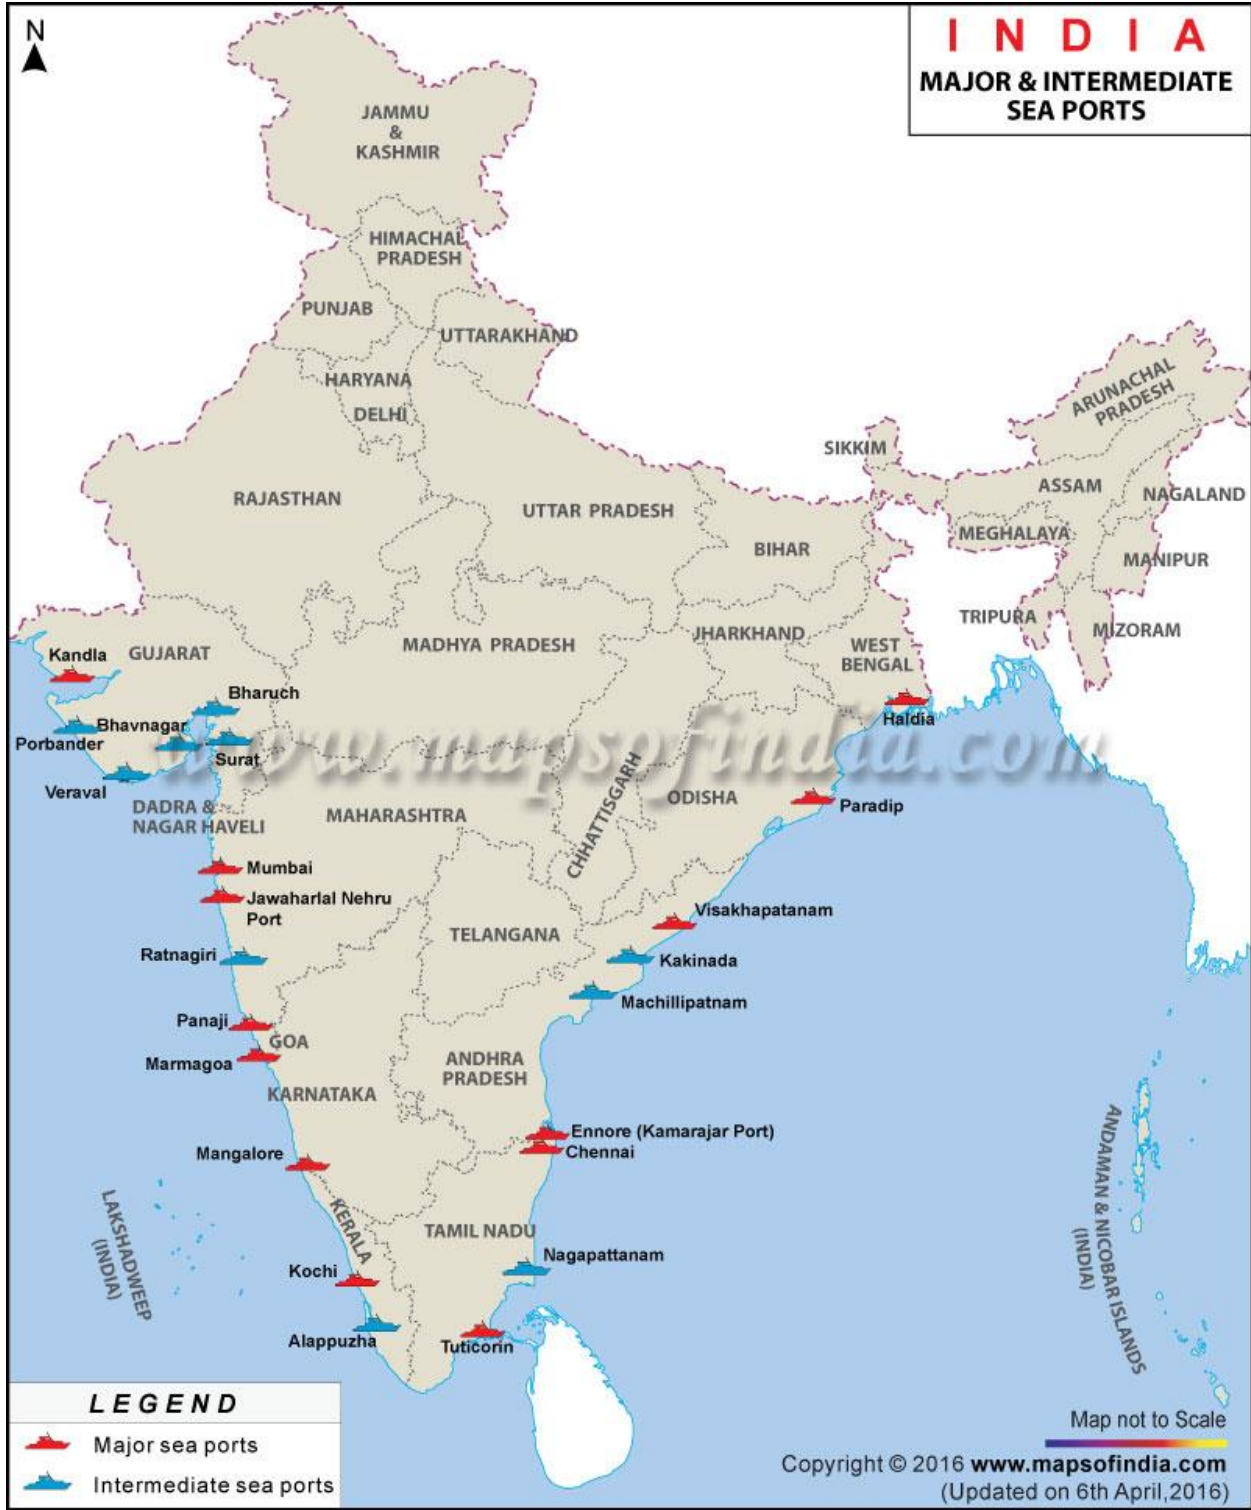 N
I N D I A
MAJOR & INTERMEDIATE
SEA PORTS
JAMMU
&
KASHMIR
HIMACHAL
PRADESH
PUNJAB
UTTARAKHAND
HARYANA
DELHI
ARUNACHAL
PRADESH
SIKKIM
ASSAM
NAGALAND
RAJASTHAN
UTTAR PRADESH
MEGHALAYA
BIHAR
MANIPUR
TRIPURA
MIZORAM
JHARKHAND
MADHYA PRADESH
WEST
BENGAL
Kandla
GUJARAT
Bharuch
Bhavnagar
Porbander
Surat
Veraval
Haldia
www.mapsofindia.com
DADRA &
NAGAR HAVELI
MAHARASHTRA
CHHATTISGARH
ODISHA
Paradip
Mumbai
Jawaharlal Nehru
Port
Visakhapatanam
TELANGANA
Ratnagiri
Kakinada
Machillipatnam
Panaji
GOA
Marmagoa
ANDHRA
PRADESH
KARNATAKA
Ennore (Kamarajar Port)
Chennai
Mangalore
LAKSHADWEEP
(INDIA)
KERALA
TAMIL NADU
Nagapattanam
ANDAMAN & NICOBAR ISLANDS
(INDIA)
Kochi
Alappuzha
Tuticorin
LEGEND
Major sea ports
Intermediate sea ports
Map not to Scale
Copyright © 2016 www.mapsofindia.com
(Updated on 6th April,2016)